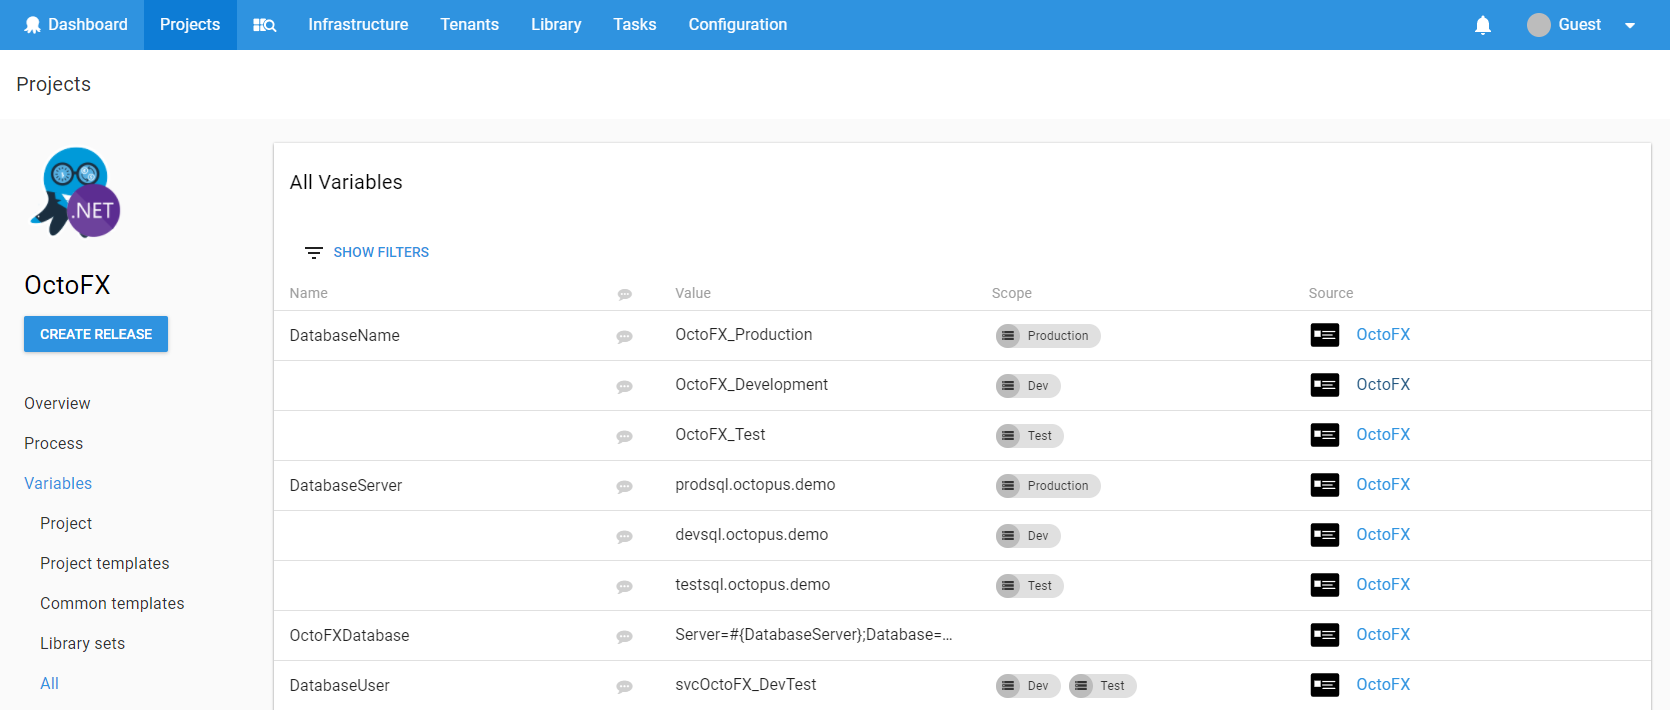 Dashboard Projects Infrastructure Tenants Library Tasks Configuration Guest
Projects
.NET
OctoFX
CREATE RELEASE
Overview
Process
Variables
Project
Project templates
Common templates
Library sets
All
All Variables
SHOW FILTERS
Name Value Scope Source
DatabaseName OctoFX_Production Production OctoFX
OctoFX_Development Dev OctoFX
OctoFX_Test Test OctoFX
DatabaseServer prodsql.octopus.demo Production OctoFX
devsql.octopus.demo Dev OctoFX
testsql.octopus.demo Test OctoFX
OctoFXDatabase Server=#{DatabaseServer};Database=... OctoFX
DatabaseUser svcOctoFX_DevTest Dev Test OctoFX